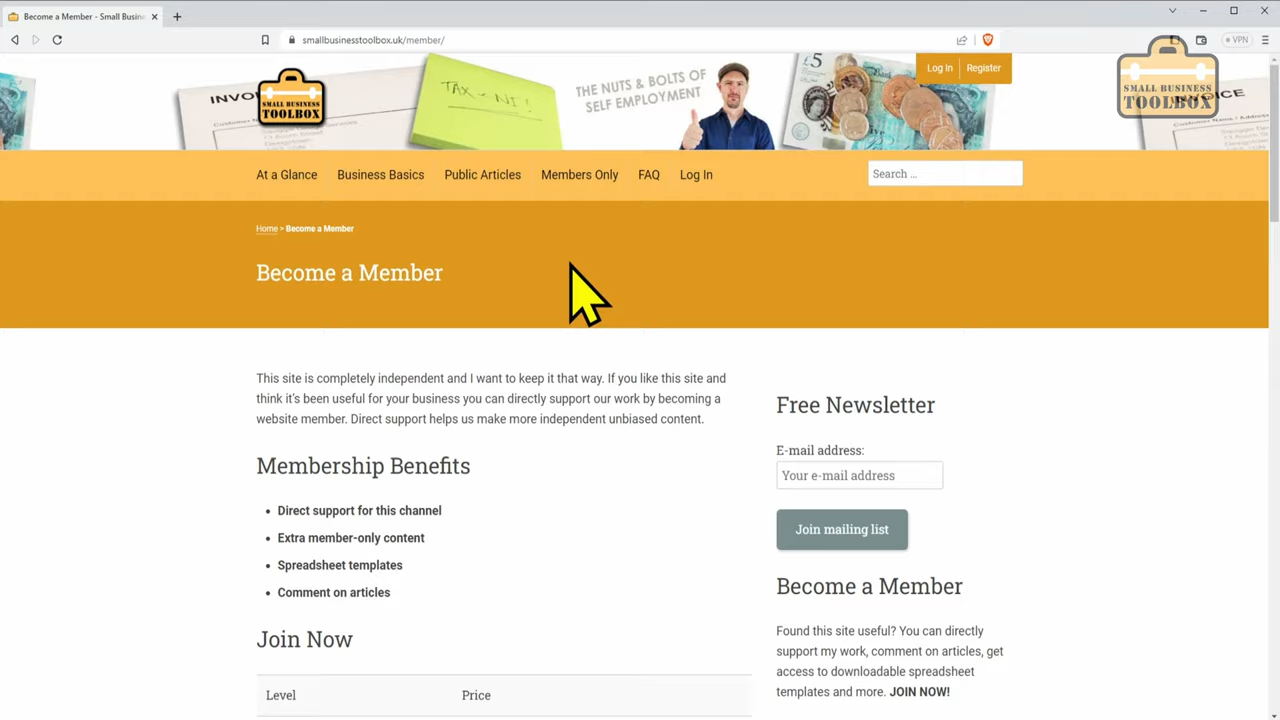 Become a Member - Small Busin
smallbusinesstoolbox.uk/member/
VPN
INVO
TAX + NI!
THE NUTS & BOLTS OF
SELF EMPLOYMENT
£5
Log In
Register
SMALL BUSINESS
TOOLBOX
SMALL BUSINESS
TOOLBOX
At a Glance
Business Basics
Public Articles
Members Only
FAQ
Log In
Search ...
Home > Become a Member
Become a Member
This site is completely independent and I want to keep it that way. If you like this site and
think it's been useful for your business you can directly support our work by becoming a
website member. Direct support helps us make more independent unbiased content.
Membership Benefits
• Direct support for this channel
• Extra member-only content
• Spreadsheet templates
• Comment on articles
Join Now
Level
Price
Free Newsletter
E-mail address:
Your e-mail address
Join mailing list
Become a Member
Found this site useful? You can directly
support my work, comment on articles, get
access to downloadable spreadsheet
templates and more. JOIN NOW!